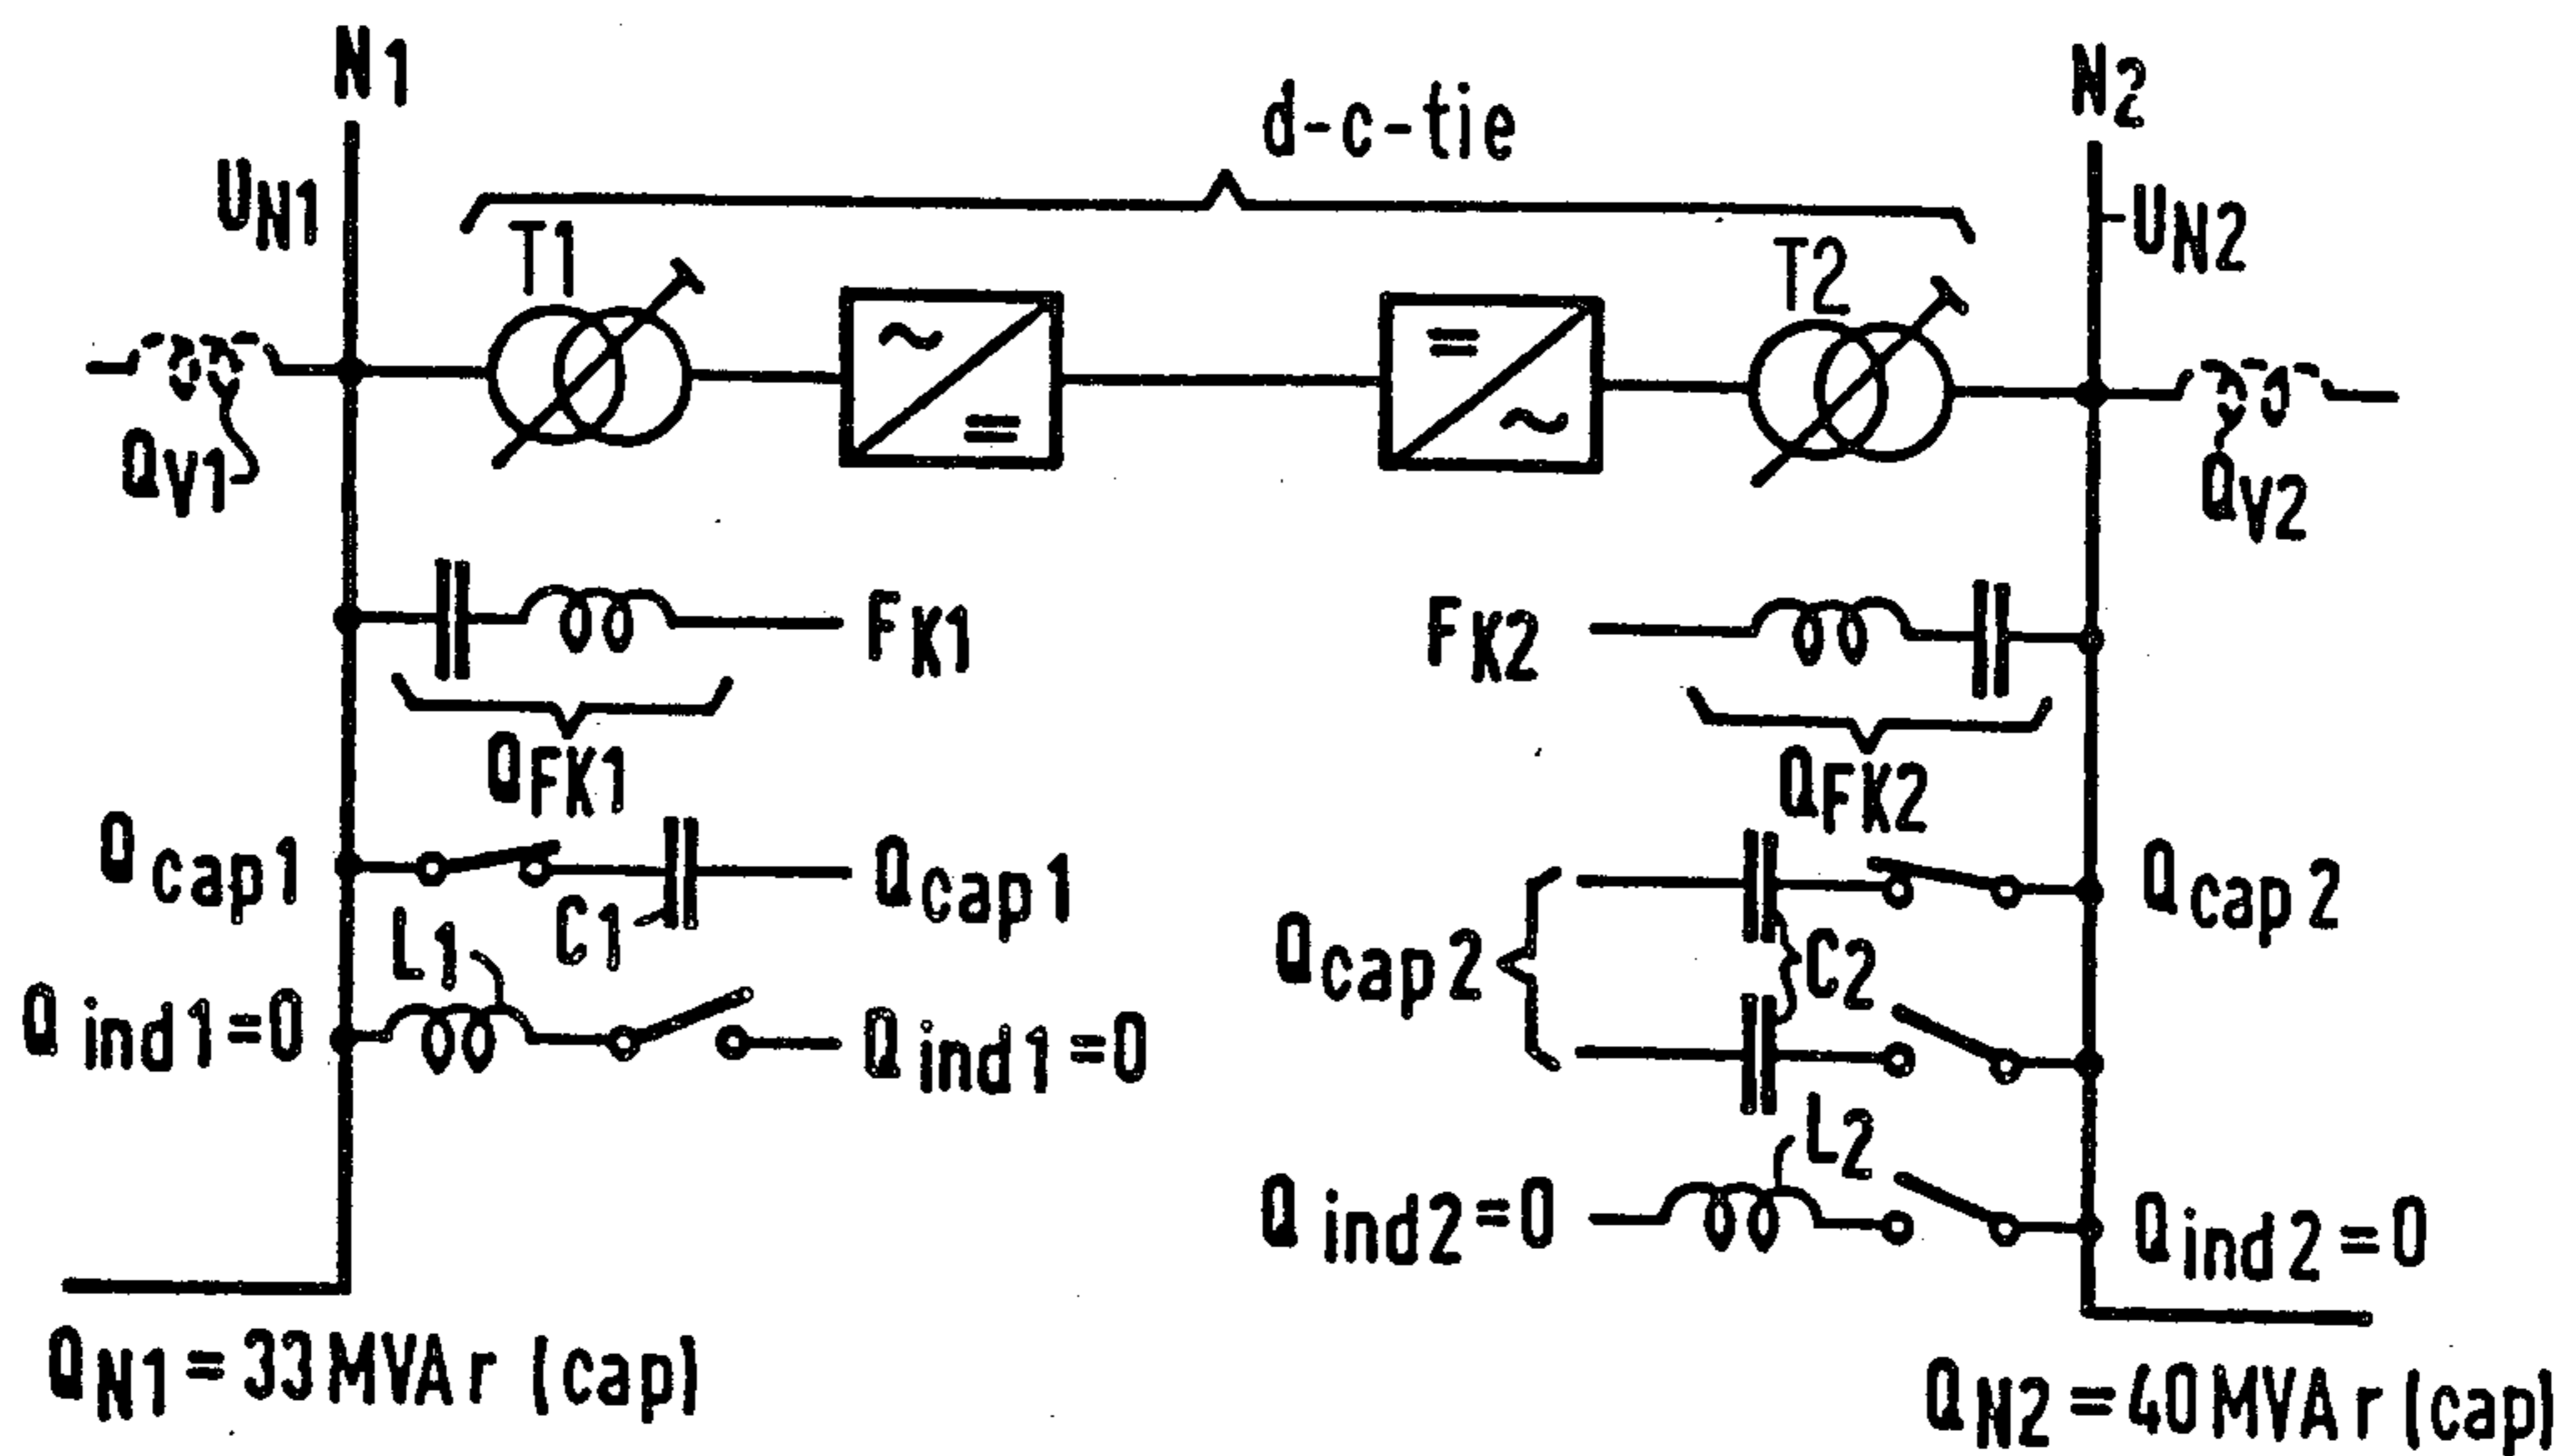 N1
N2
d-c-tie
UN1
UN2
T1
T2
~
=
=
~
QV1
QV2
FK1
FK2
QFK1
QFK2
Qcap1
C1
Qcap1
Qcap2
C2
Qcap2
L1
Qind1=0
Qind1=0
L2
Qind2=0
Qind2=0
QN1=33MVAr (cap)
QN2=40MVAr (cap)